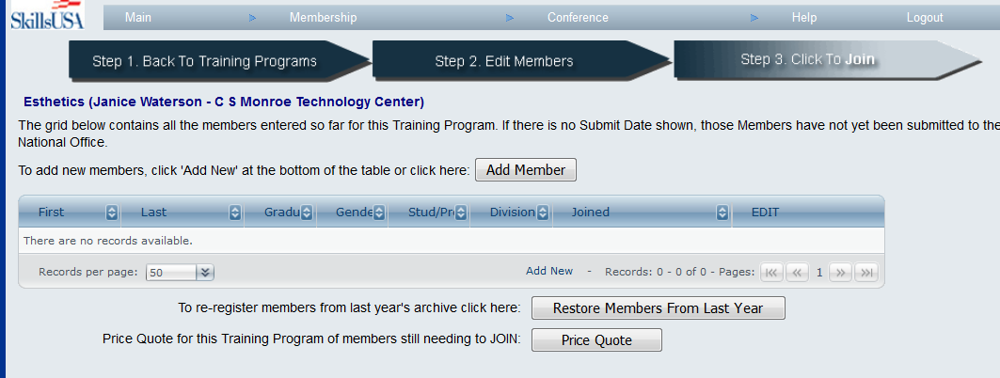 SkillsUSA
Main Membership Conference Help Logout
Step 1. Back To Training Programs Step 2. Edit Members Step 3. Click To Join
Esthetics (Janice Waterson - C S Monroe Technology Center)
The grid below contains all the members entered so far for this Training Program. If there is no Submit Date shown, those Members have not yet been submitted to the
National Office.
To add new members, click 'Add New' at the bottom of the table or click here: Add Member
First Last Gradu Gende Stud/Pr Division Joined EDIT
There are no records available.
Records per page: 50 Add New - Records: 0 - 0 of 0 - Pages: 1
To re-register members from last year's archive click here: Restore Members From Last Year
Price Quote for this Training Program of members still needing to JOIN: Price Quote